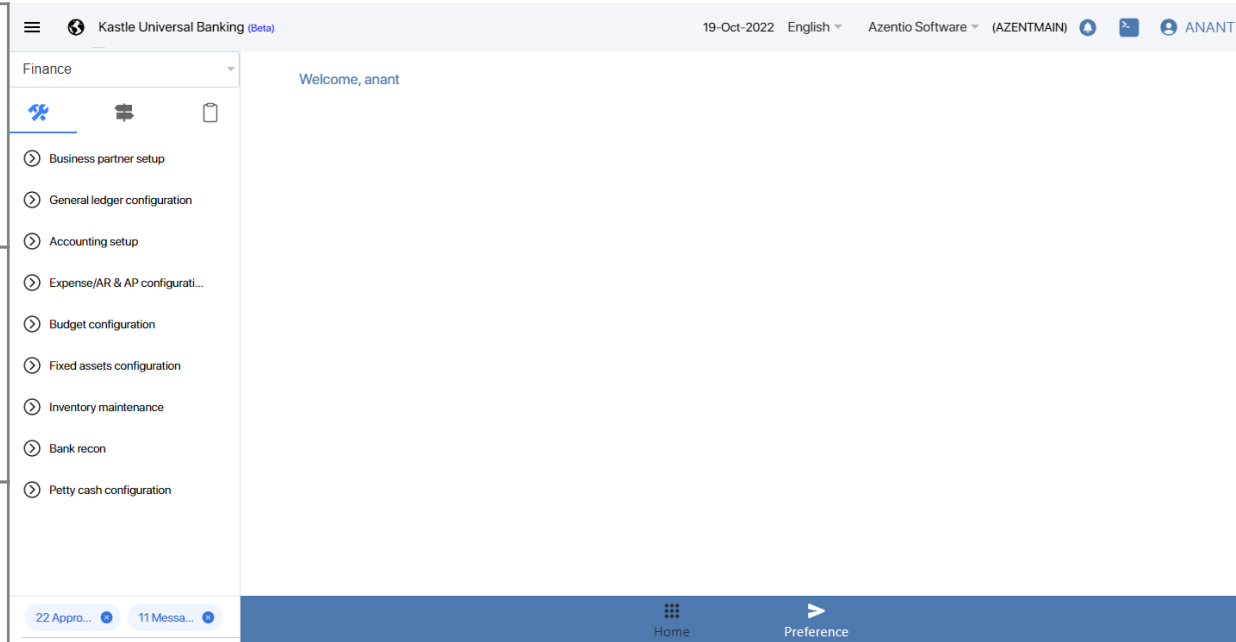 Kastle Universal Banking (Beta) 19-Oct-2022 English Azentio Software (AZENTMAIN) ANANT
Finance
Welcome, anant
Business partner setup
General ledger configuration
Accounting setup
Expense/AR & AP configurati...
Budget configuration
Fixed assets configuration
Inventory maintenance
Bank recon
Petty cash configuration
22 Appro... 11 Messa...
Home Preference